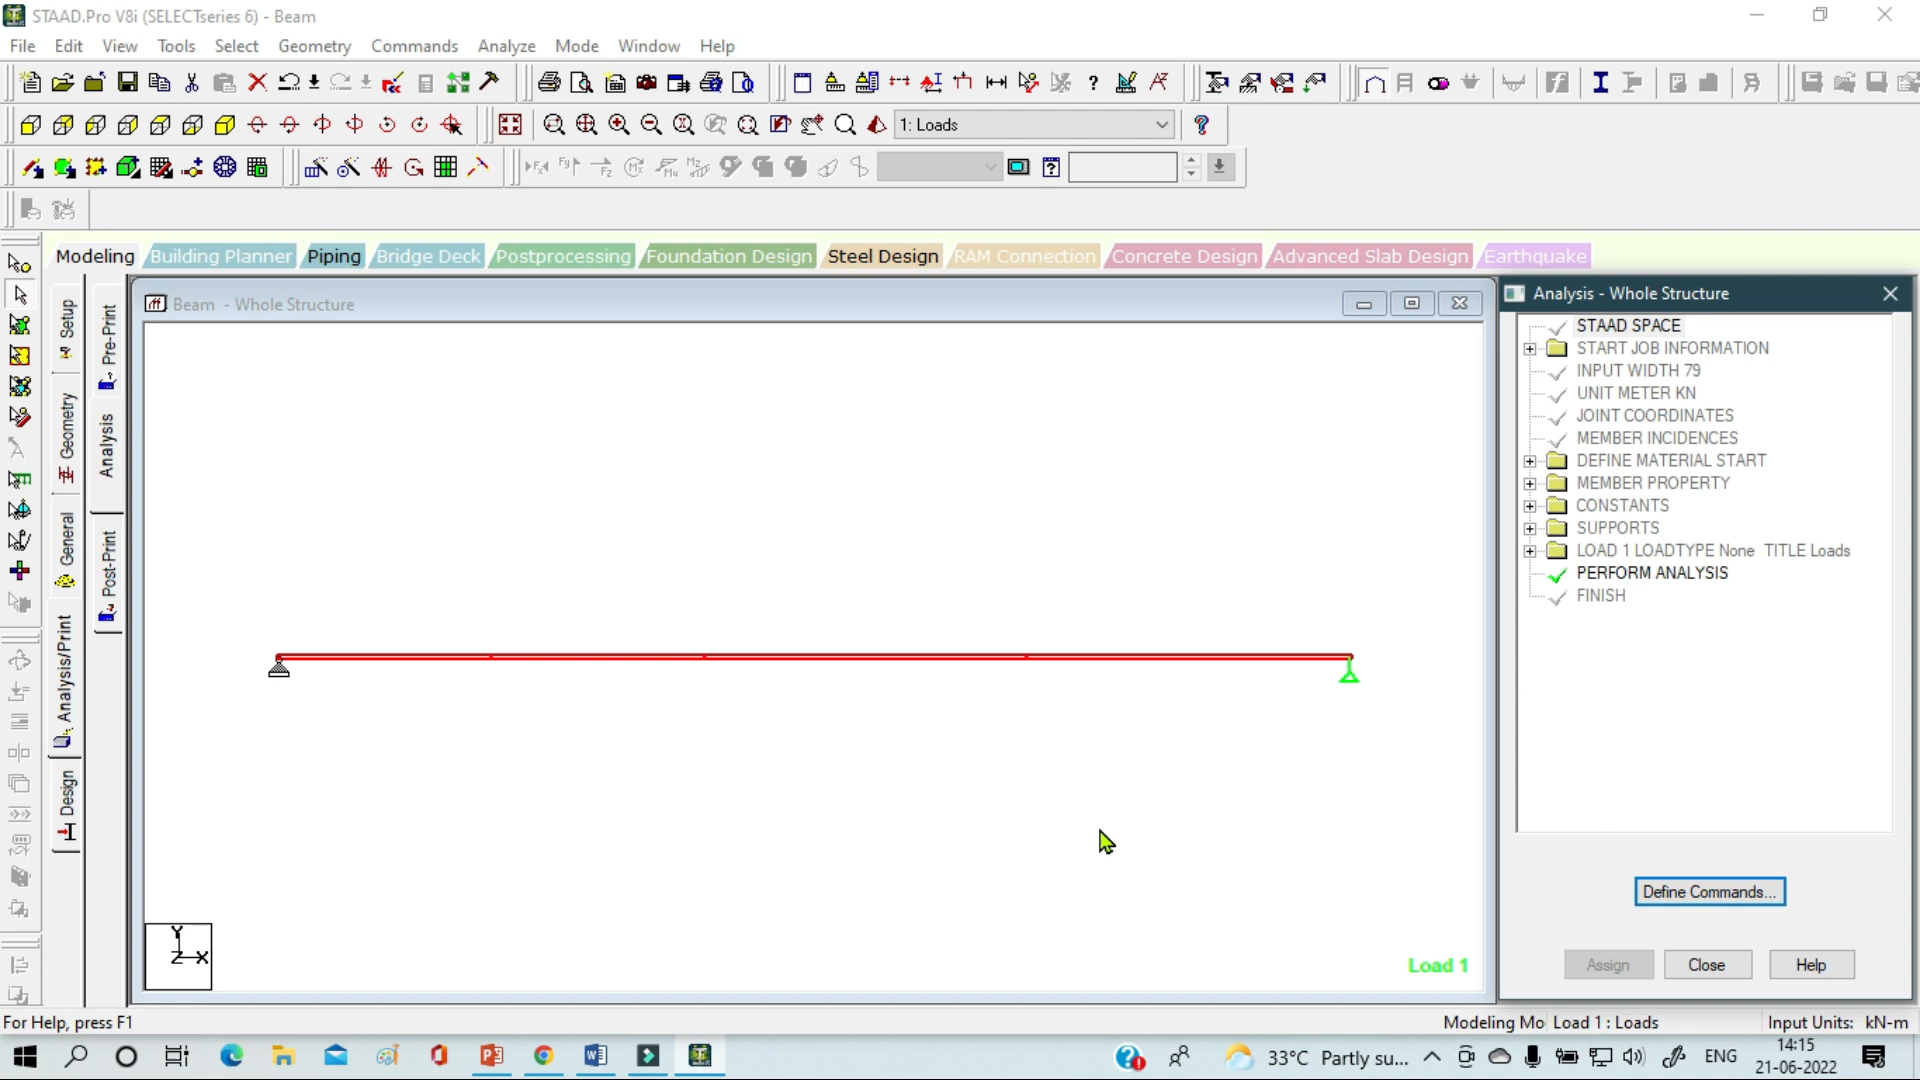 STAAD.Pro V8i (SELECTseries 6) - Beam
File Edit View Tools Select Geometry Commands Analyze Mode Window Help
1: Loads
Modeling Building Planner Piping Bridge Deck Postprocessing Foundation Design Steel Design RAM Connection Concrete Design Advanced Slab Design Earthquake
Setup
Geometry
General
Analysis/Print
Design
Pre-Print
Analysis
Post-Print
Beam - Whole Structure
Y
Z X
Load 1
Analysis - Whole Structure
STAAD SPACE
START JOB INFORMATION
INPUT WIDTH 79
UNIT METER KN
JOINT COORDINATES
MEMBER INCIDENCES
DEFINE MATERIAL START
MEMBER PROPERTY
CONSTANTS
SUPPORTS
LOAD 1 LOADTYPE None TITLE Loads
PERFORM ANALYSIS
FINISH
Define Commands...
Assign Close Help
For Help, press F1
Modeling Mo Load 1 : Loads Input Units: kN-m
33°C Partly su... ENG
14:15
21-06-2022